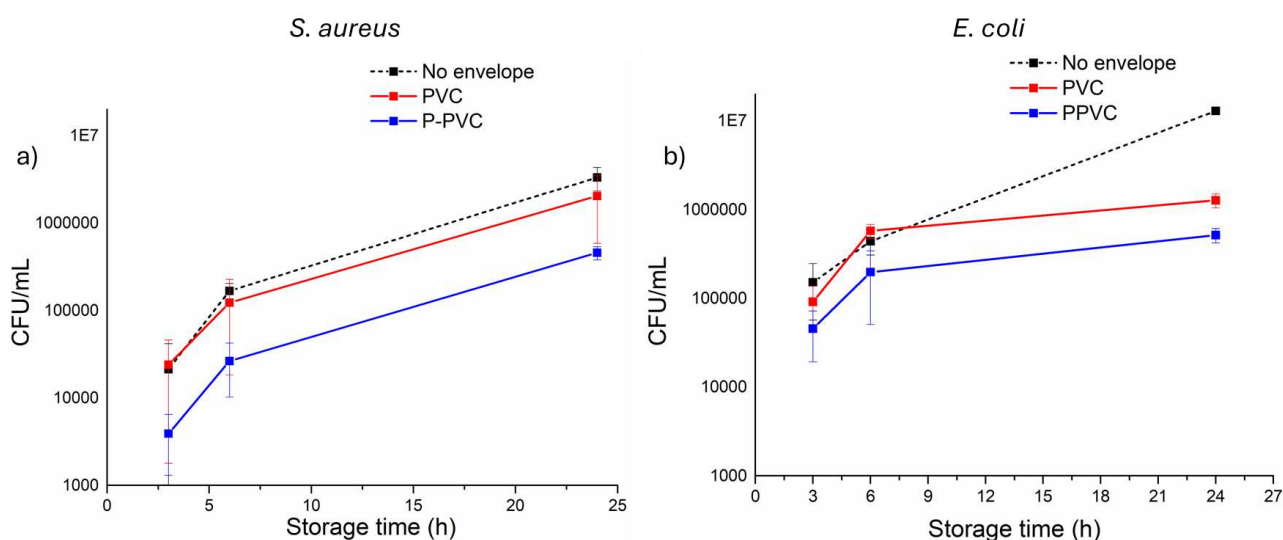 S. aureus
No envelope
PVC
P-PVC
a)
1E7
1000000
100000
10000
1000
CFU/mL
0 5 10 15 20 25
Storage time (h)
E. coli
No envelope
PVC
PPVC
b)
1E7
1000000
100000
10000
1000
CFU/mL
0 3 6 9 12 15 18 21 24 27
Storage time (h)